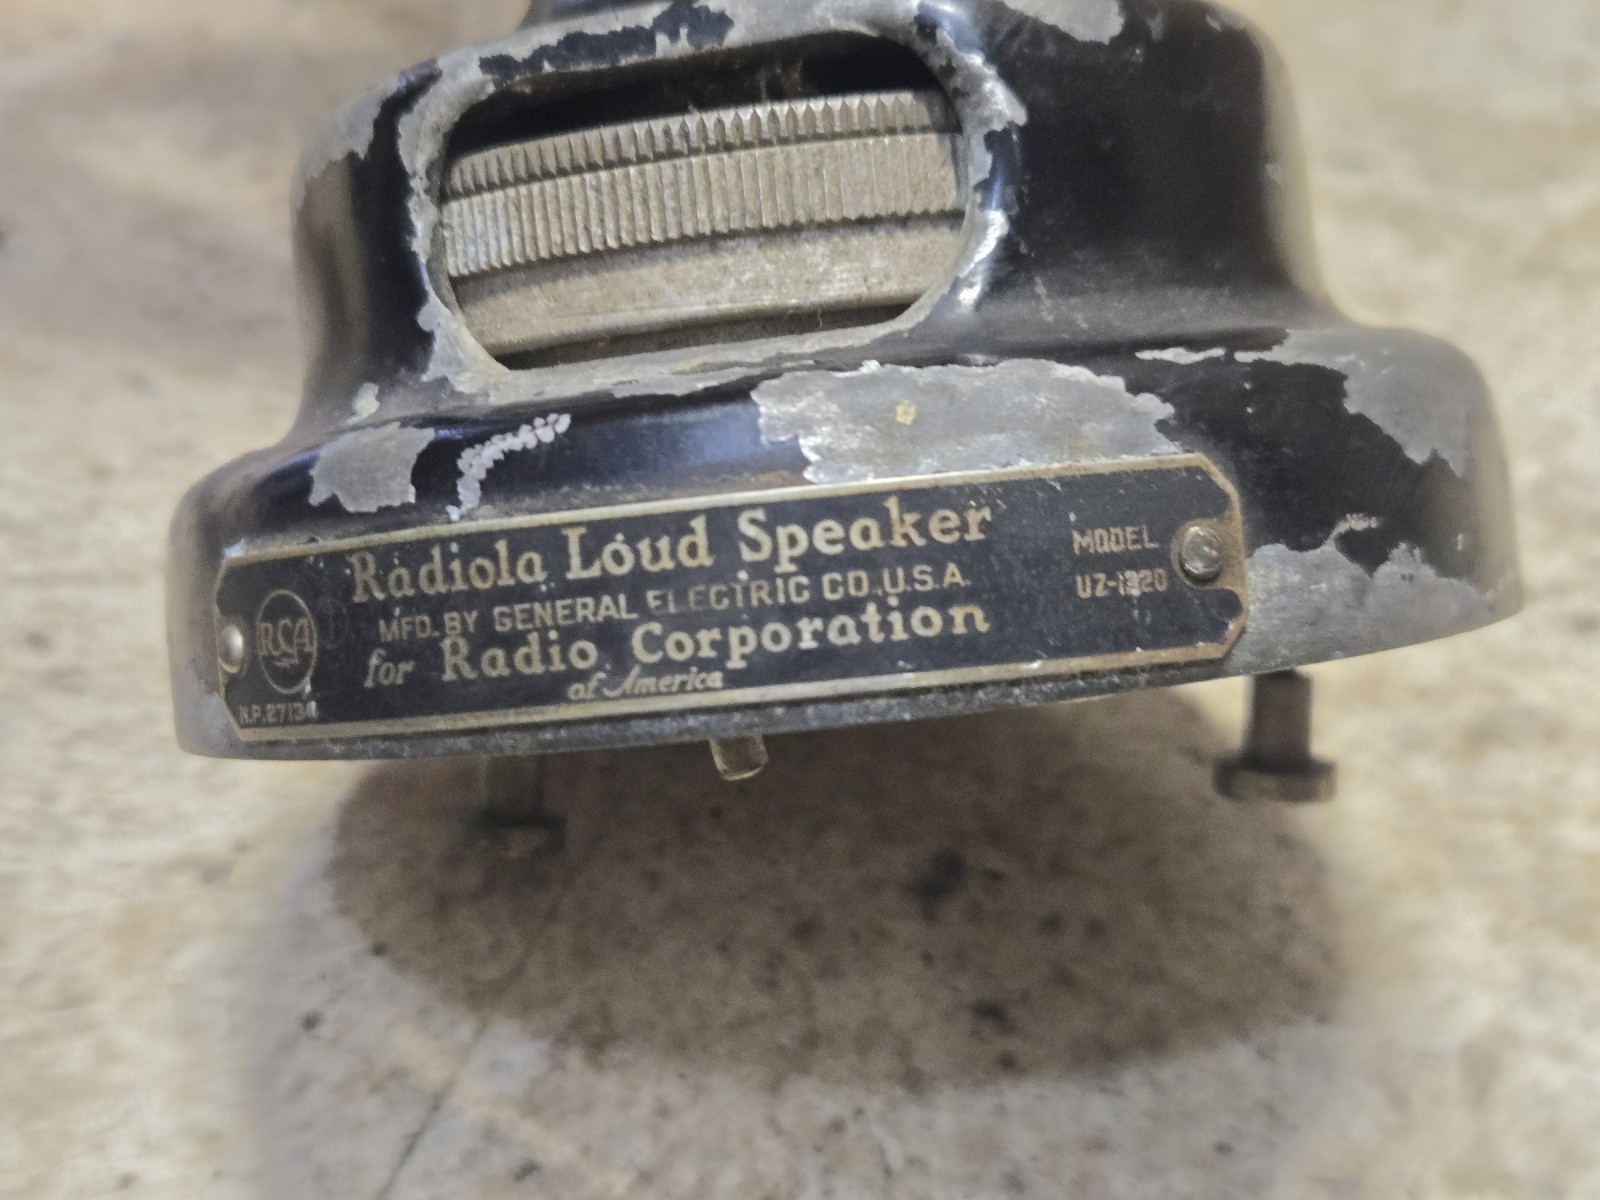 Radiola Loud Speaker
MFD. BY GENERAL ELECTRIC CO., U.S.A.
for Radio Corporation
of America
RCA
N.P. 27134
MODEL
UZ-1320